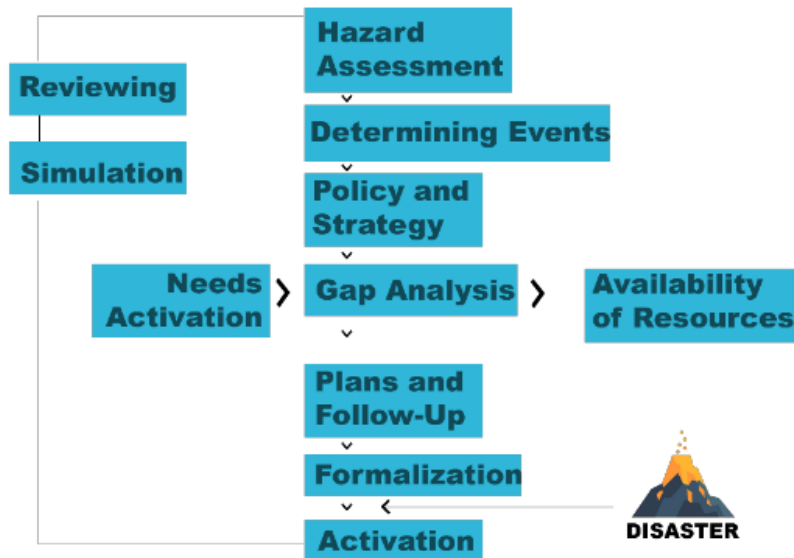 Hazard
Assessment
Reviewing
Determining Events
Simulation
Policy and
Strategy
Needs
Activation
Gap Analysis
Availability
of Resources
Plans and
Follow-Up
Formalization
DISASTER
Activation